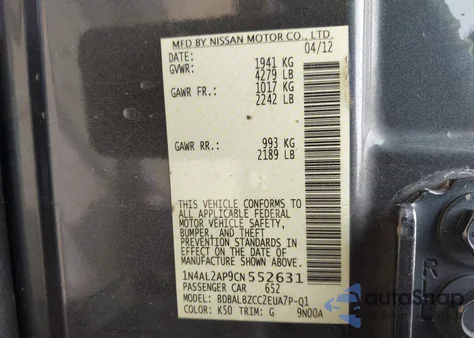 MFD BY NISSAN MOTOR CO., LTD.
DATE: 04/12
GVWR: 1941 KG
4279 LB
GAWR FR.: 1017 KG
2242 LB
GAWR RR.: 993 KG
2189 LB
THIS VEHICLE CONFORMS TO
ALL APPLICABLE FEDERAL
MOTOR VEHICLE SAFETY,
BUMPER, AND THEFT
PREVENTION STANDARDS
IN EFFECT ON THE DATE OF
MANUFACTURE SHOWN ABOVE.
1N4AL2AP9CN552631
PASSENGER CAR 652
MODEL: BDBALBZCC2EUA7P-Q1
COLOR: K50 TRIM: G 9N00A
R
L
AutoShop